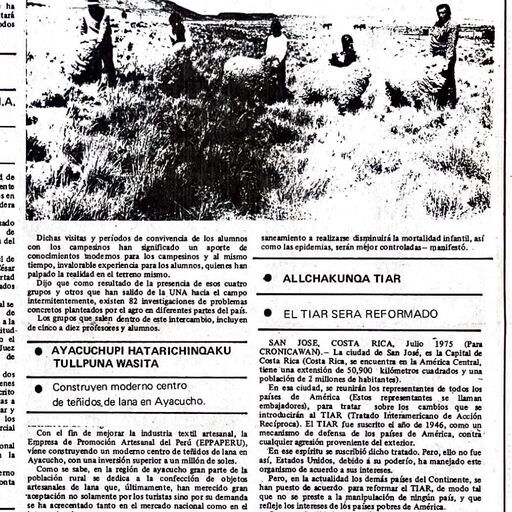 Dichas visitas y períodos de convivencia de los alumnos
con los campesinos han significado un aporte de
conocimientos modernos para los campesinos y al mismo
tiempo, invalorable experiencia para los alumnos, quienes han
palpado la realidad en el terreno mismo.
Dijo que como resultado de la presencia de esos cuatro
grupos y otros que han salido de la UNA hacia el campo
intermitentemente, existen 82 investigaciones de problemas
concretos planteados por el agro en diferentes partes del país.
Los grupos que salen dentro de este intercambio, incluyen
de cinco a diez profesores y alumnos.
● AYACUCHUPI HATARICHINQAKU
TULLPUNA WASITA
● Construyen moderno centro
de teñidos de lana en Ayacucho.
Con el fin de mejorar la industria textil artesanal, la
Empresa de Promoción Artesanal del Perú (EPPAPERU),
viene construyendo un moderno centro de teñidos de lana en
Ayacucho, con una inversión superior a un millón de soles.
Como se sabe, en la región de ayacucho gran parte de la
población rural se dedica a la confección de objetos
artesanales de lana que, últimamente, han merecido gran
aceptación no solamente por los turistas sino por su demanda
se ha acrecentado tanto en el mercado nacional como en el
saneamiento a realizarse disminuirá la mortalidad infantil, así
como las epidemias, serán mejor controladas— manifestó.
● ALLCHAKUNQA TIAR
● EL TIAR SERA REFORMADO
SAN JOSE, COSTA RICA, Julio 1975 (Para
CRONICAWAN).— La ciudad de San José, es la Capital de
Costa Rica (Costa Rica, se encuentra en la América Central,
tiene una extensión de 50,900 kilómetros cuadrados y una
población de 2 millones de habitantes).
En esa ciudad, se reunirán los representantes de todos los
países de América (Estos representantes se llaman
embajadores), para tratar sobre los cambios que se
introducirán al TIAR (Tratado Interamericano de Acción
Recíproca). El TIAR fue suscrito el año de 1946, como un
mecanismo de defensa de los países de América, contra
cualquier agresión proveniente del exterior.
En ese espíritu se suscribió dicho tratado. Pero, ello no fue
así, Estados Unidos, debido a su poderío, ha manejado este
organismo de acuerdo a sus intereses.
Pero, en la actualidad los demás países del Continente, se
han puesto de acuerdo para reformar el TIAR, de modo tal
que no se preste a la manipulación de ningún país, y que
refleje los intereses de los países pobres de América.